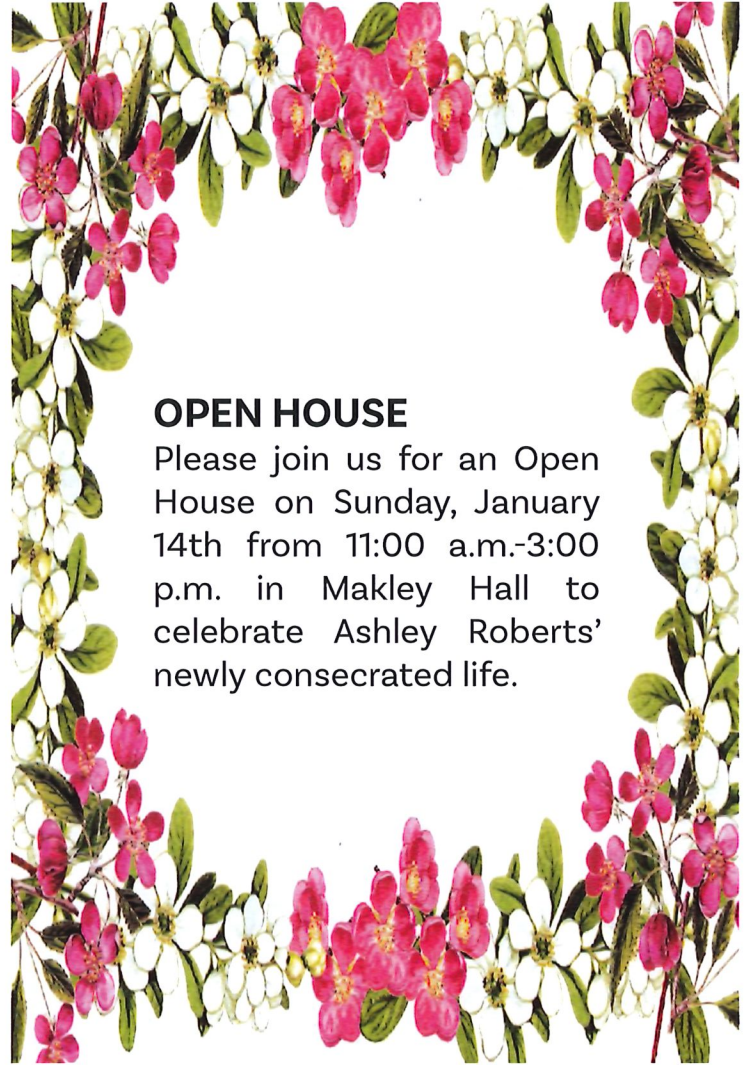 OPEN HOUSE
Please join us for an Open
House on Sunday, January
14th from 11:00 a.m.-3:00
p.m. in Makley Hall to
celebrate Ashley Roberts’
newly consecrated life.